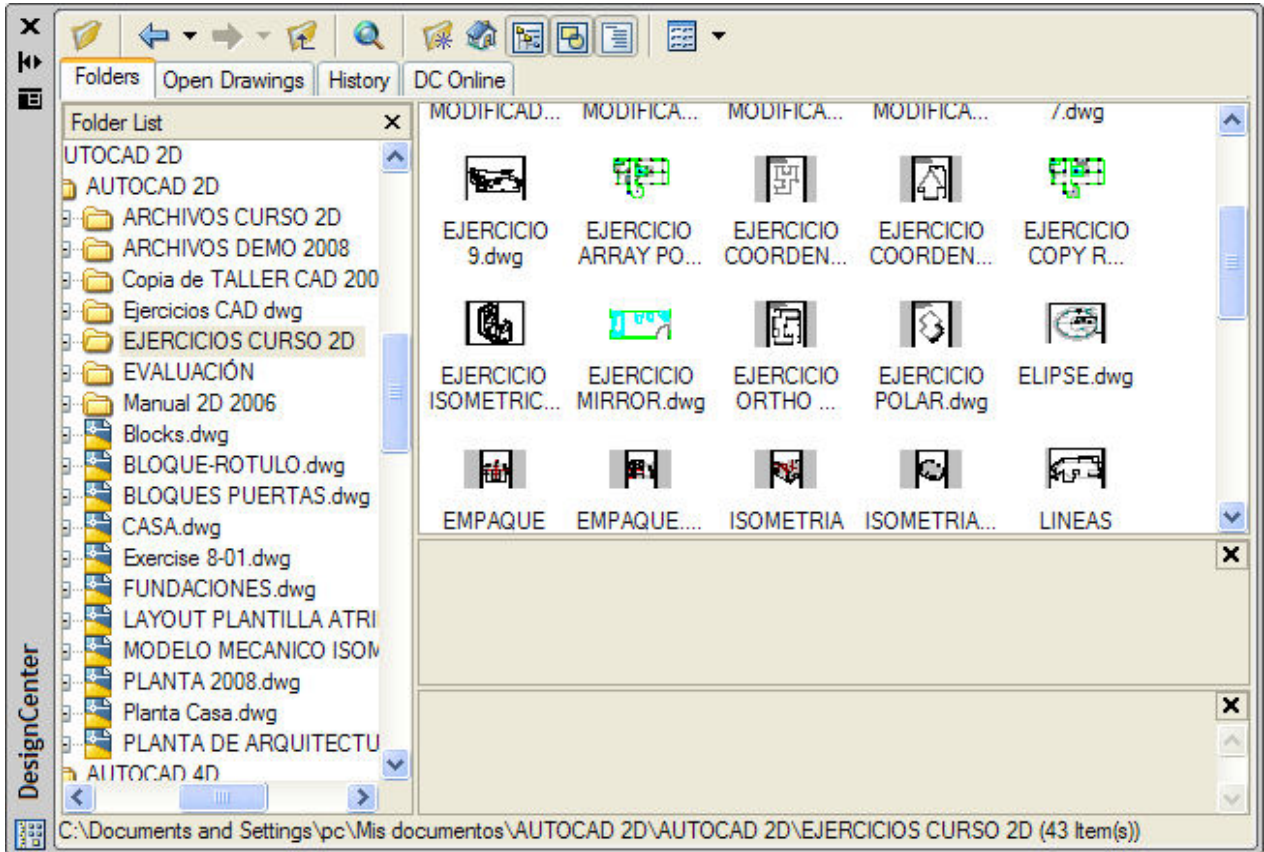 Folders Open Drawings History DC Online
Folder List
UTOCAD 2D
AUTOCAD 2D
ARCHIVOS CURSO 2D
ARCHIVOS DEMO 2008
Copia de TALLER CAD 200
Ejercicios CAD dwg
EJERCICIOS CURSO 2D
EVALUACIÓN
Manual 2D 2006
Blocks.dwg
BLOQUE-ROTULO.dwg
BLOQUES PUERTAS.dwg
CASA.dwg
Exercise 8-01.dwg
FUNDACIONES.dwg
LAYOUT PLANTILLA ATRI
MODELO MECANICO ISOM
PLANTA 2008.dwg
Planta Casa.dwg
PLANTA DE ARQUITECTU
AUTOCAD 4D
MODIFICAD... MODIFICA... MODIFICA... MODIFICA... 7.dwg
EJERCICIO EJERCICIO EJERCICIO EJERCICIO EJERCICIO
9.dwg ARRAY PO... COORDEN... COORDEN... COPY R...
EJERCICIO EJERCICIO EJERCICIO EJERCICIO ELIPSE.dwg
ISOMETRIC... MIRROR.dwg ORTHO ... POLAR.dwg
EMPAQUE EMPAQUE.... ISOMETRIA ISOMETRIA... LINEAS
DesignCenter
C:\Documents and Settings\pc\Mis documentos\AUTOCAD 2D\AUTOCAD 2D\EJERCICIOS CURSO 2D (43 Item(s))